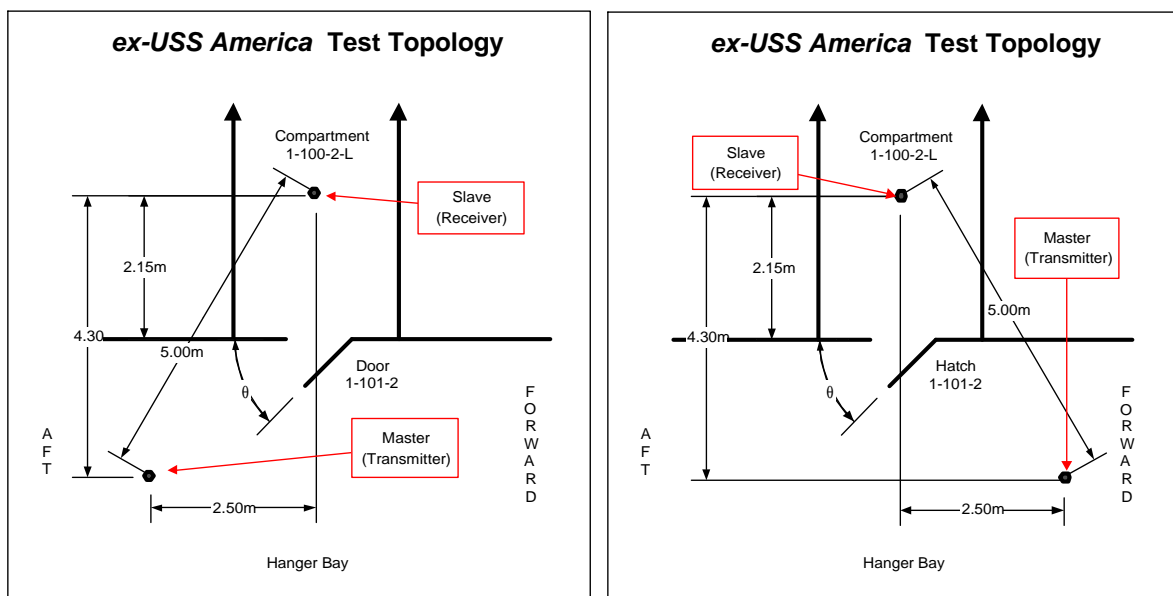 ex-USS America Test Topology
Compartment
1-100-2-L
Slave
(Receiver)
2.15m
4.30
5.00m
Door
1-101-2
θ
A
F
T
F
O
R
W
A
R
D
Master
(Transmitter)
2.50m
Hanger Bay
ex-USS America Test Topology
Compartment
1-100-2-L
Slave
(Receiver)
Master
(Transmitter)
2.15m
5.00m
4.30m
Hatch
1-101-2
θ
A
F
T
F
O
R
W
A
R
D
2.50m
Hanger Bay